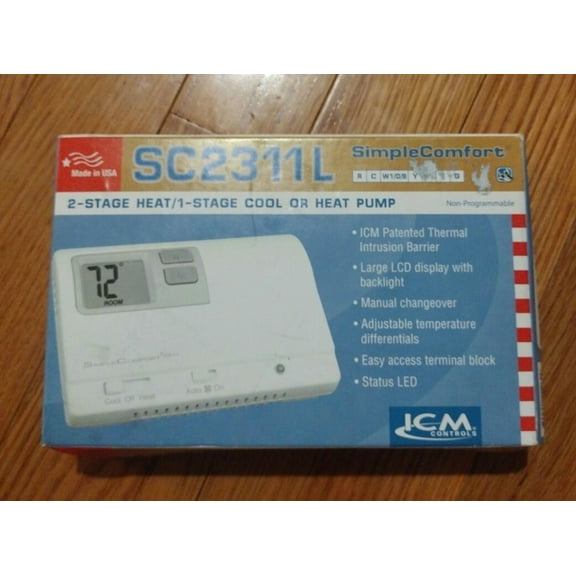 Made in USA
SC2311L
SimpleComfort®
R C W1/O/B Y
2-STAGE HEAT/1-STAGE COOL OR HEAT PUMP
Non-Programmable
72°
ROOM
• ICM Patented Thermal
Intrusion Barrier
• Large LCD display with
backlight
• Manual changeover
• Adjustable temperature
differentials
• Easy access terminal block
• Status LED
SimpleComfort
Cool Off Heat
Auto On
ICM
CONTROLS